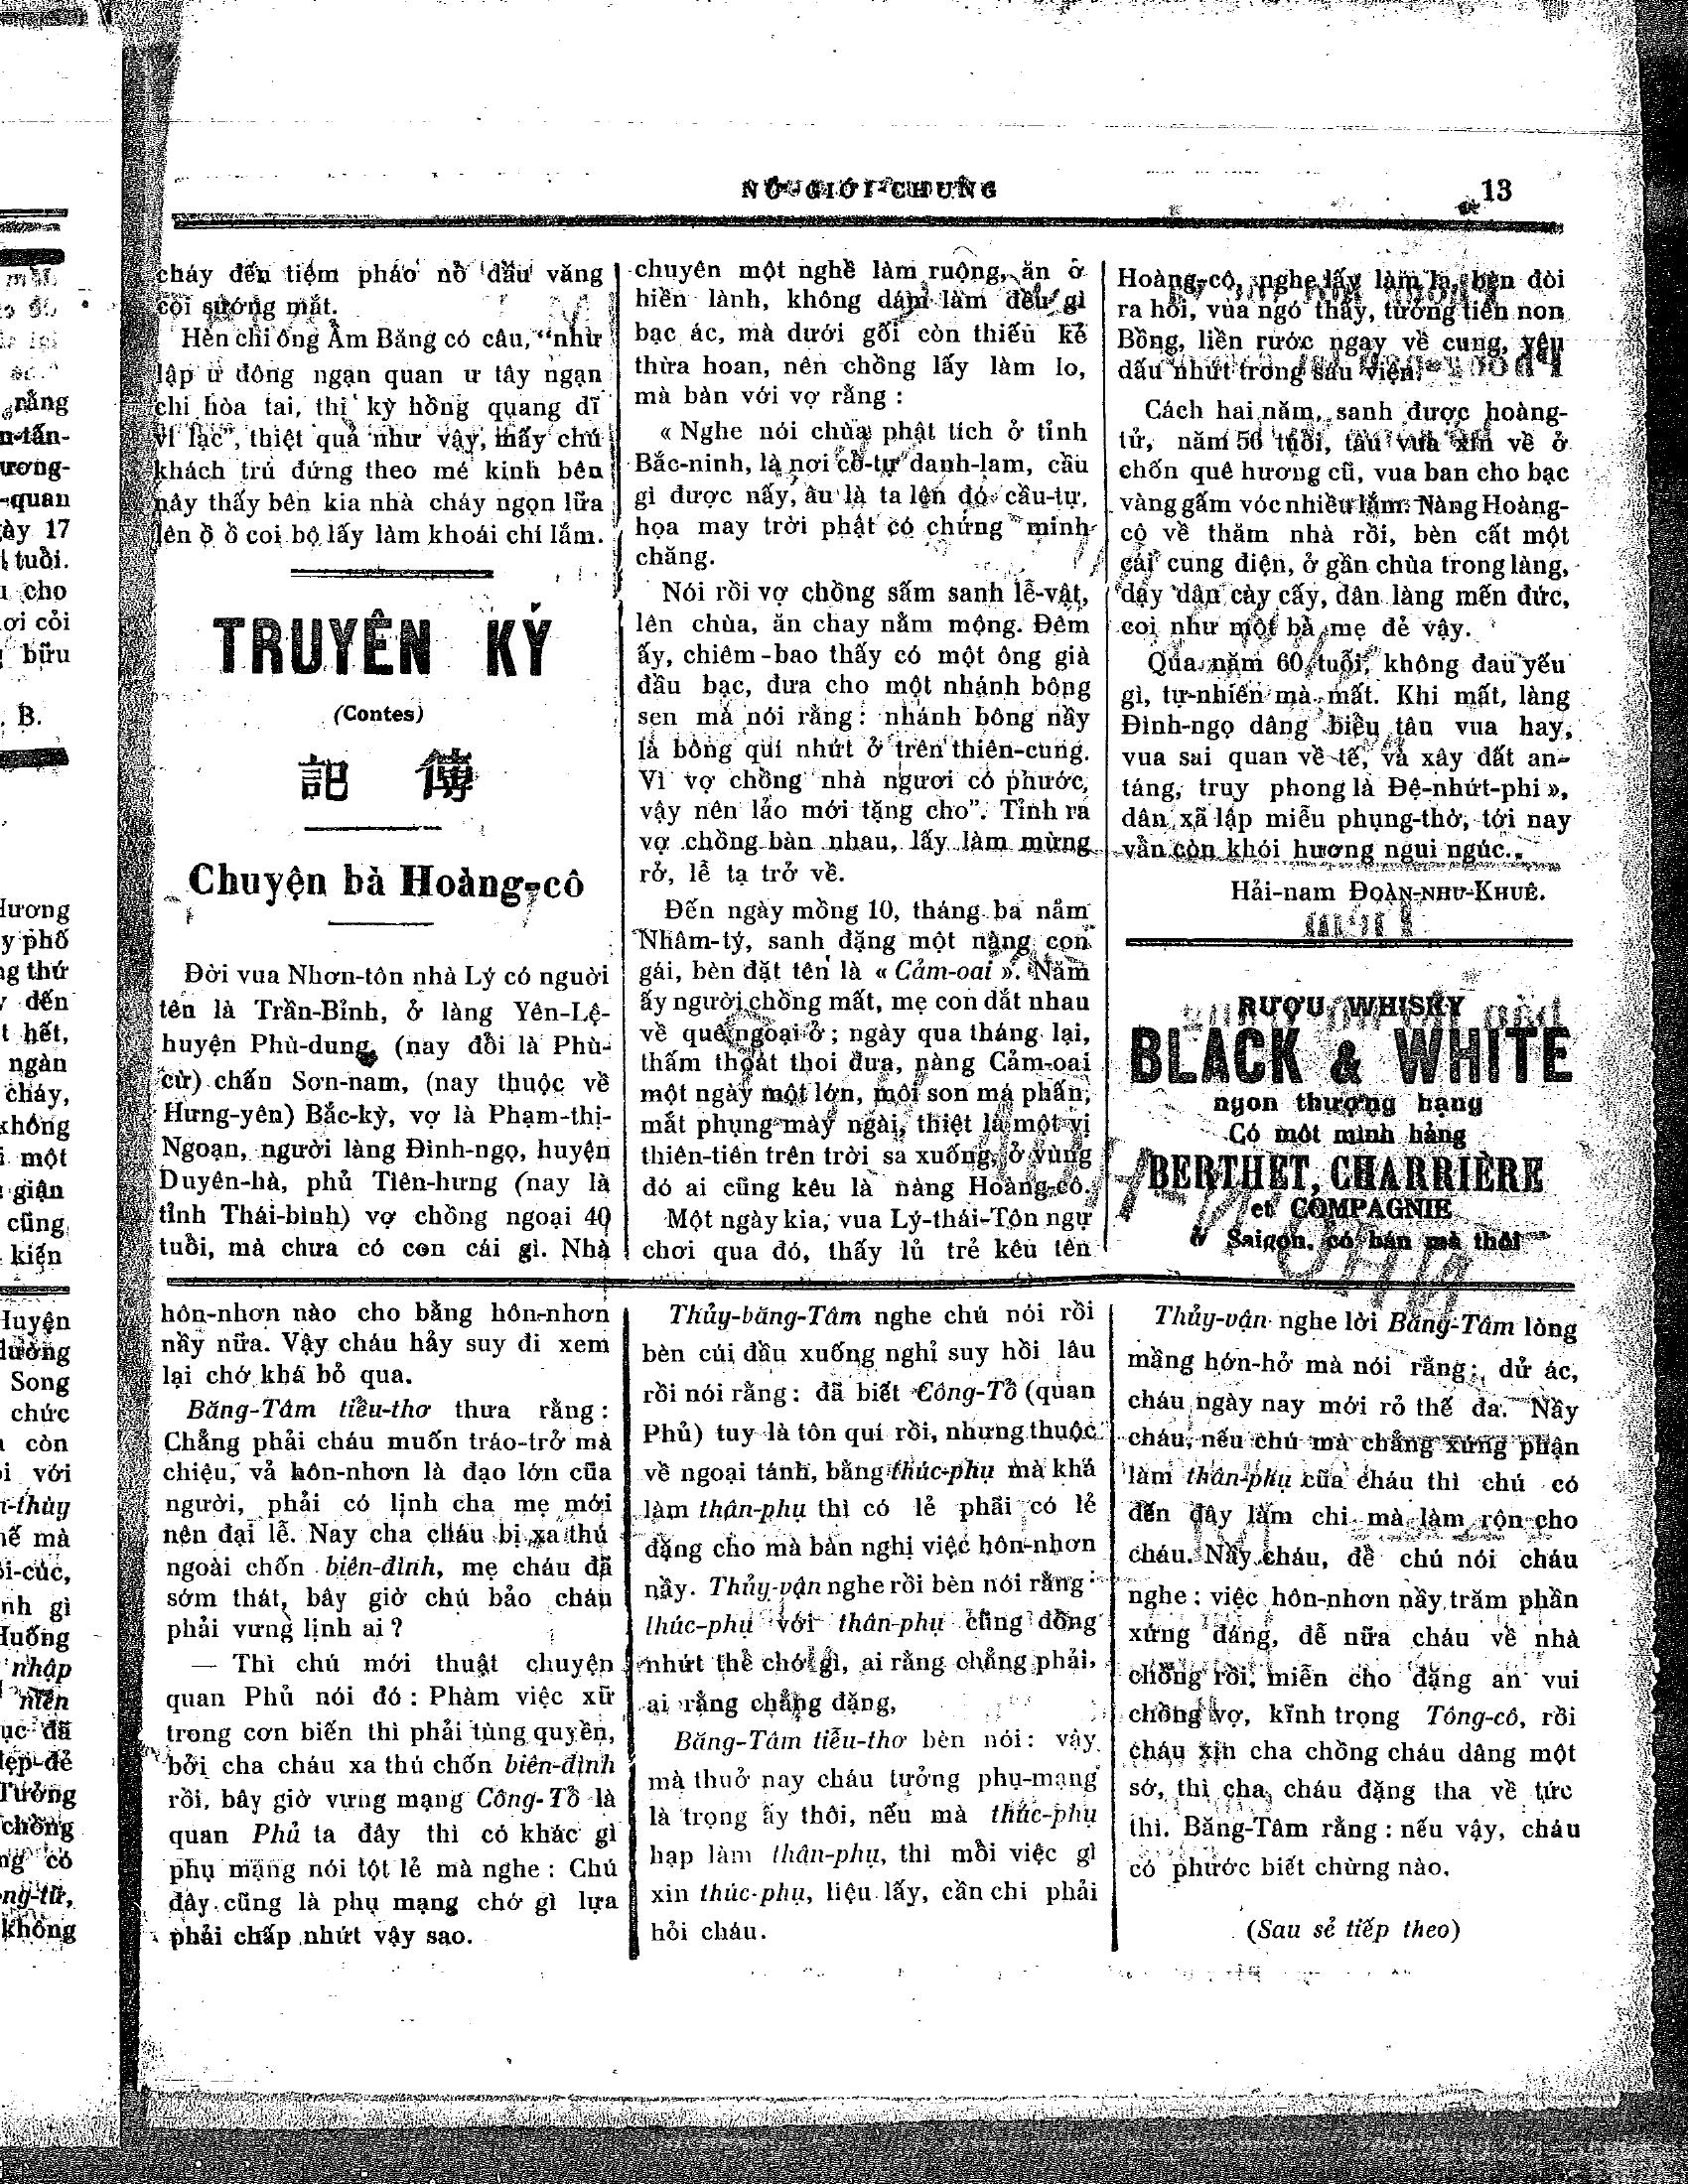 NỮ-GIỚI-CHUNG
13
cháy đến tiệm pháo nổ đầu văng
coi sướng mắt.
Hèn chi ông Ẩm Băng có câu, “như
lập ư đông ngạn quan ư tây ngạn
chi hỏa tai, thị kỳ hồng quang dĩ
vi lạc”, thiệt quả như vậy, thấy chú
khách trú đứng theo mé kinh bên
nây thấy bên kia nhà cháy ngọn lữa
lên ồ ồ coi bộ lấy làm khoái chí lắm.
TRUYỆN KÝ
(Contes)
記 傳
Chuyện bà Hoàng-cô
Đời vua Nhơn-tôn nhà Lý có người
tên là Trần-Bỉnh, ở làng Yên-Lệ-
huyện Phù-dung, (nay đổi là Phù-
cừ) chấn Sơn-nam, (nay thuộc về
Hưng-yên) Bắc-kỳ, vợ là Phạm-thị-
Ngoạn, người làng Đình-ngọ, huyện
Duyên-hà, phủ Tiên-hưng (nay là
tỉnh Thái-bình) vợ chồng ngoại 40
tuổi, mà chưa có con cái gì. Nhà
chuyên một nghề làm ruộng, ăn ở
hiền lành, không dám làm đều gì
bạc ác, mà dưới gối còn thiếu kẻ
thừa hoan, nên chồng lấy làm lo,
mà bàn với vợ rằng :
« Nghe nói chùa phật tích ở tỉnh
Bắc-ninh, là nơi cổ-tự danh-lam, cầu
gì được nấy, âu là ta lên đó cầu-tự,
họa may trời phật có chứng minh
chăng.
Nói rồi vợ chồng sấm sanh lễ-vật,
lên chùa, ăn chay nằm mộng. Đêm
ấy, chiêm-bao thấy có một ông già
đầu bạc, đưa cho một nhánh bông
sen mà nói rằng : nhánh bông nầy
là bông qui nhứt ở trên thiên-cung.
Vì vợ chồng nhà ngươi có phước,
vậy nên lảo mới tặng cho”. Tỉnh ra
vợ chồng bàn nhau, lấy làm mừng
rở, lễ tạ trở về.
Đến ngày mồng 10, tháng ba năm
Nhâm-tý, sanh đặng một nàng con
gái, bèn đặt tên là « Cảm-oai ». Năm
ấy người chồng mất, mẹ con dắt nhau
về quê ngoại ở ; ngày qua tháng lại,
thấm thoát thoi đưa, nàng Cảm-oai
một ngày một lớn, môi son má phấn,
mắt phụng mày ngài, thiệt là một vị
thiên-tiên trên trời sa xuống, ở vùng
đó ai cũng kêu là nàng Hoàng-cô.
Một ngày kia, vua Lý-thái-Tôn ngự
chơi qua đó, thấy lủ trẻ kêu tên
Hoàng-cô, nghe lấy làm lạ, bèn đòi
ra hỏi, vua ngó thấy, tưởng tiên non
Bồng, liền rước ngay về cung, yêu
dấu nhứt trong sáu viện.
Cách hai năm, sanh được hoàng-
tử, năm 56 tuổi, tâu vua xin về ở
chốn quê hương cũ, vua ban cho bạc
vàng gấm vóc nhiều lắm. Nàng Hoàng-
cô về thăm nhà rồi, bèn cất một
cái cung điện, ở gần chùa trong làng,
dạy dân cày cấy, dân làng mến đức,
coi như một bà mẹ đẻ vậy.
Qua năm 60 tuổi, không đau yếu
gì, tự-nhiên mà mất. Khi mất, làng
Đình-ngọ dâng biểu tâu vua hay,
vua sai quan về tế, và xây đất an-
táng, truy phong là Đệ-nhứt-phi »,
dân xã lập miễu phụng-thờ, tới nay
vẫn còn khói hương ngui ngúc..
Hải-nam ĐOÀN-NHƯ-KHUÊ.
RƯỢU WHISKY
BLACK & WHITE
ngon thượng hạng
Có một mình hảng
BERTHET, CHARRIÈRE
et COMPAGNIE
ở Saigon, có bán mà thôi
hôn-nhơn nào cho bằng hôn-nhơn
nầy nữa. Vậy cháu hảy suy đi xem
lại chớ khá bỏ qua.
Băng-Tâm tiểu-thơ thưa rằng :
Chẳng phải cháu muốn tráo-trở mà
chiệu, vả hôn-nhơn là đạo lớn của
người, phải có lịnh cha mẹ mới
nên đại lễ. Nay cha cháu bị xa thú
ngoài chốn biên-đình, mẹ cháu đã
sớm thát, bây giờ chú bảo cháu
phải vưng lịnh ai ?
— Thì chú mới thuật chuyện
quan Phủ nói đó : Phàm việc xữ
trong cơn biến thì phải tùng quyền,
bởi cha cháu xa thú chốn biên-định
rồi, bây giờ vưng mạng Công-Tổ là
quan Phủ ta đây thì có khác gì
phụ mạng nói tột lẻ mà nghe : Chú
đây cũng là phụ mạng chớ gì lựa
phải chấp nhứt vậy sao.
Thủy-băng-Tâm nghe chú nói rồi
bèn cúi đầu xuống nghỉ suy hồi lâu
rồi nói rằng : đã biết Công-Tổ (quan
Phủ) tuy là tôn quí rồi, nhưng thuộc
về ngoại tánh, bằng thúc-phụ mà khá
làm thân-phụ thì có lẻ phải có lẻ
đặng cho mà bàn nghị việc hôn-nhơn
nầy. Thủy-vận nghe rồi bèn nói rằng :
thúc-phụ với thân-phụ cũng đồng
nhứt thể chớ gì, ai rằng chẳng phải,
ai rằng chẳng đặng,
Băng-Tâm tiểu-thơ bèn nói : vậy
mà thuở nay cháu tưởng phụ-mạng
là trọng ấy thôi, nếu mà thúc-phụ
hạp làm thân-phụ, thì mỗi việc gì
xin thúc-phụ, liệu lấy, cần chi phải
hỏi cháu.
Thủy-vận nghe lời Băng-Tâm lòng
mầng hớn-hở mà nói rằng : dử ác,
cháu ngày nay mới rỏ thế đa. Nầy
cháu, nếu chú mà chẳng xứng phận
làm thân-phụ của cháu thì chú có
đến đây lắm chi mà làm rộn cho
cháu. Nầy cháu, để chú nói cháu
nghe : việc hôn-nhơn nầy trăm phần
xứng đáng, đễ nữa cháu về nhà
chồng rồi, miễn cho đặng an vui
chồng vợ, kĩnh trọng Tông-cô, rồi
cháu xin cha chồng cháu dâng một
sớ, thì cha cháu đặng tha về tức
thì. Băng-Tâm rằng : nếu vậy, cháu
có phước biết chừng nào.
(Sau sẻ tiếp theo)